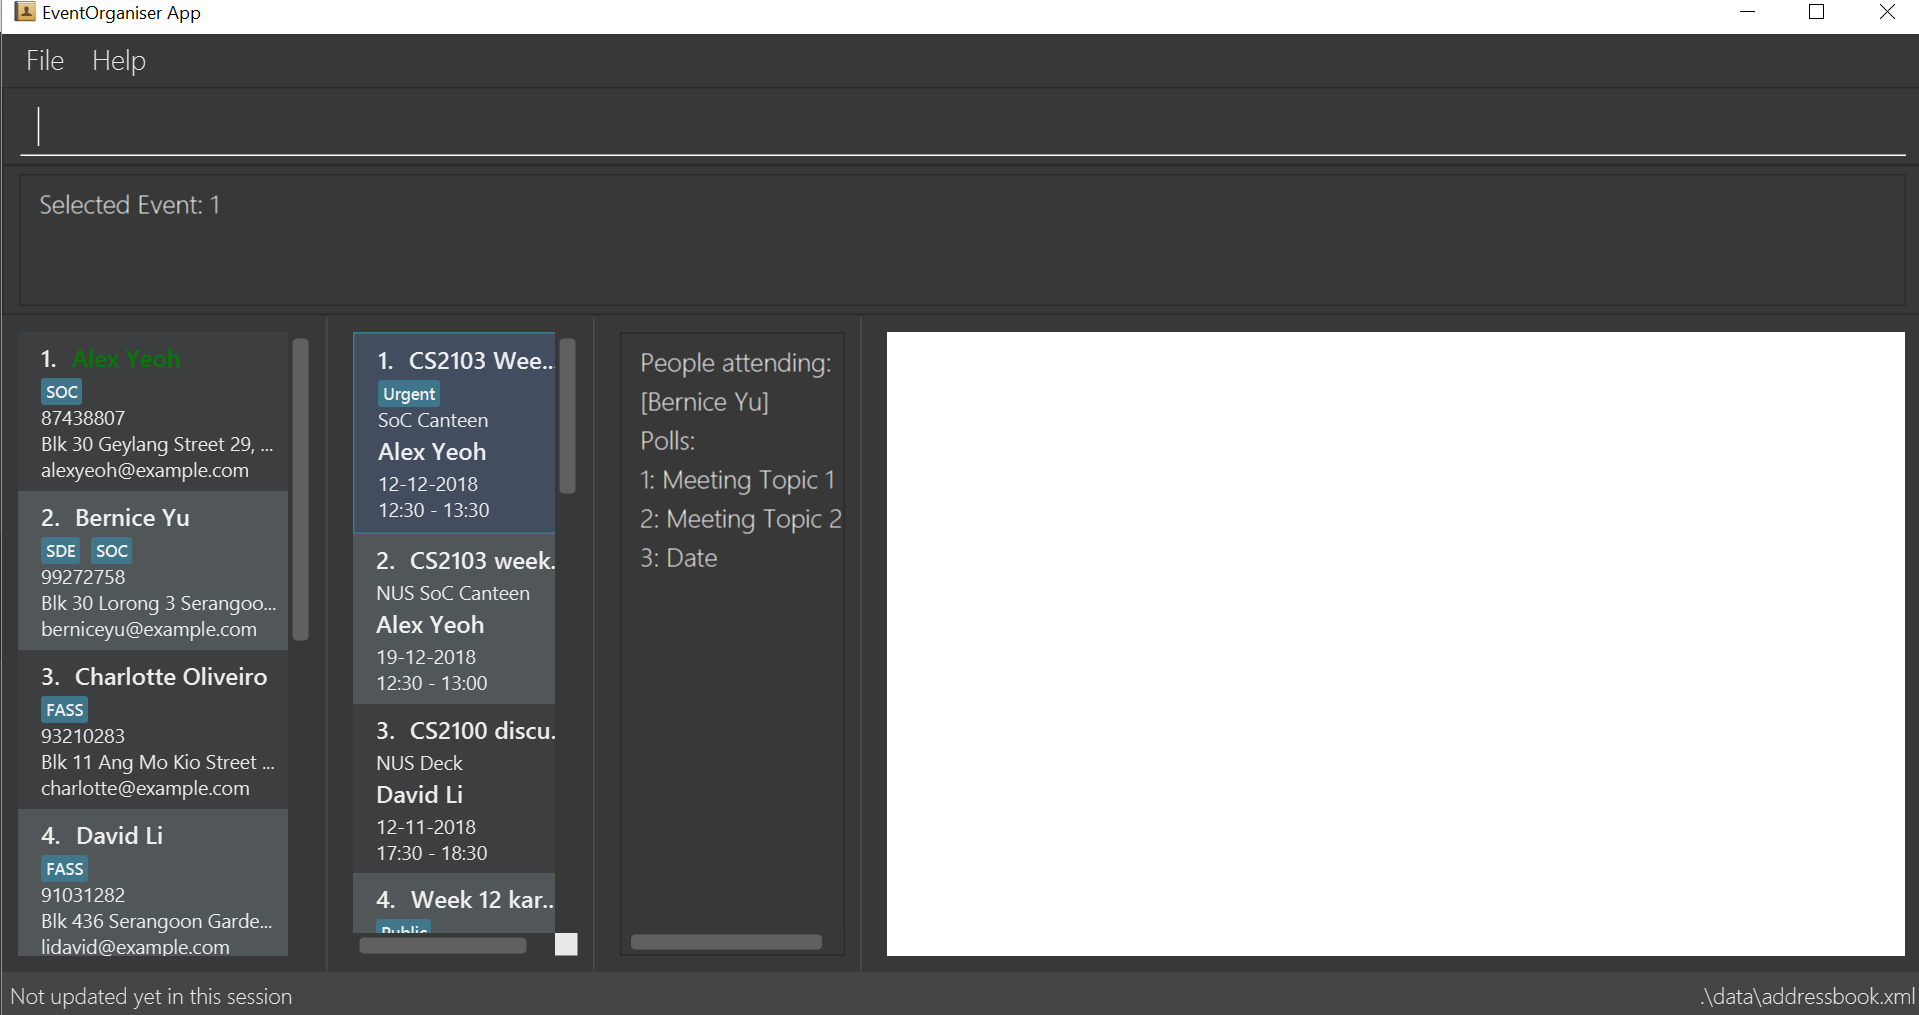 EventOrganiser App
File Help
Selected Event: 1
1. Alex Yeoh
SOC
87438807
Blk 30 Geylang Street 29, ...
alexyeoh@example.com
2. Bernice Yu
SDE SOC
99272758
Blk 30 Lorong 3 Serangoo...
berniceyu@example.com
3. Charlotte Oliveiro
FASS
93210283
Blk 11 Ang Mo Kio Street ...
charlotte@example.com
4. David Li
FASS
91031282
Blk 436 Serangoon Garde...
lidavid@example.com
1. CS2103 Wee...
Urgent
SoC Canteen
Alex Yeoh
12-12-2018
12:30 - 13:30
2. CS2103 week.
NUS SoC Canteen
Alex Yeoh
19-12-2018
12:30 - 13:00
3. CS2100 discu.
NUS Deck
David Li
12-11-2018
17:30 - 18:30
4. Week 12 kar..
Public
People attending:
[Bernice Yu]
Polls:
1: Meeting Topic 1
2: Meeting Topic 2
3: Date
Not updated yet in this session
.\data\addressbook.xml